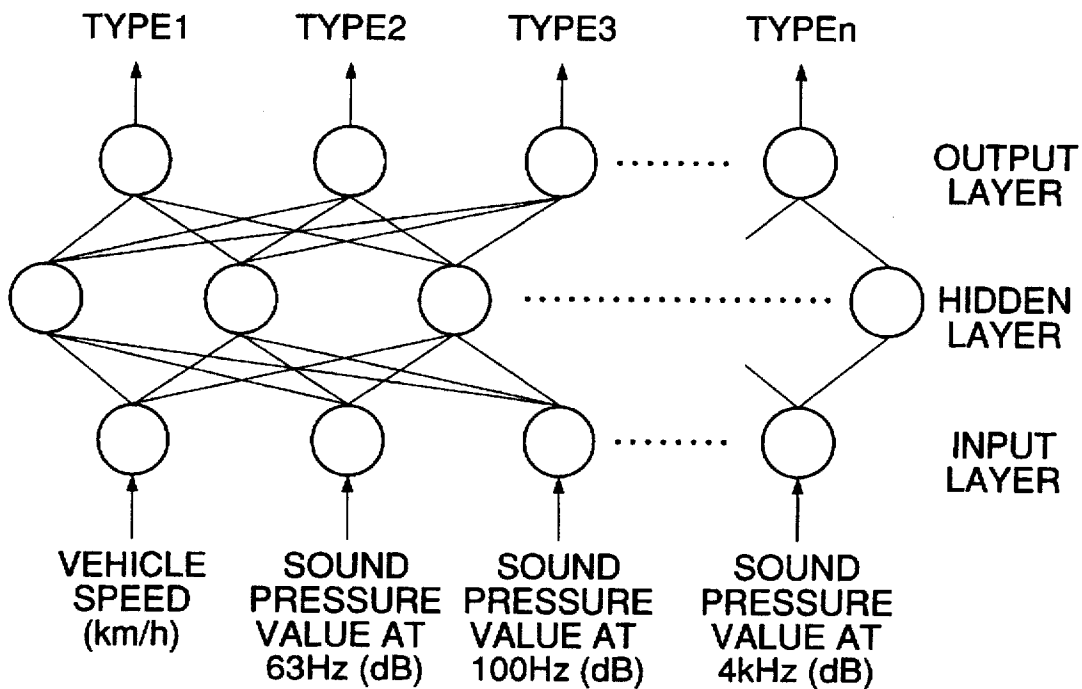 TYPE1 TYPE2 TYPE3 TYPEn
OUTPUT
LAYER
HIDDEN
LAYER
INPUT
LAYER
VEHICLE
SPEED
(km/h)
SOUND
PRESSURE
VALUE AT
63Hz (dB)
SOUND
PRESSURE
VALUE AT
100Hz (dB)
SOUND
PRESSURE
VALUE AT
4kHz (dB)